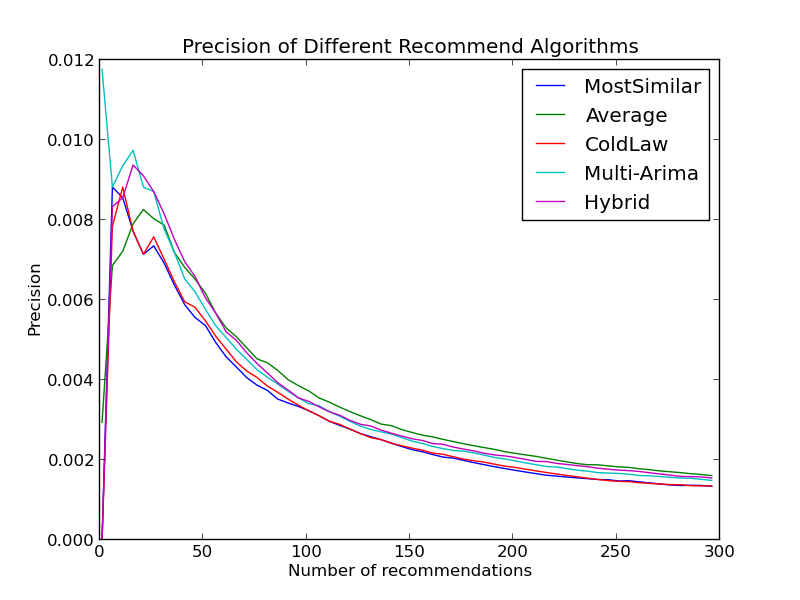 Precision of Different Recommend Algorithms
0.012
0.010
0.008
0.006
0.004
0.002
0.000
Precision
MostSimilar
Average
ColdLaw
Multi-Arima
Hybrid
0 50 100 150 200 250 300
Number of recommendations